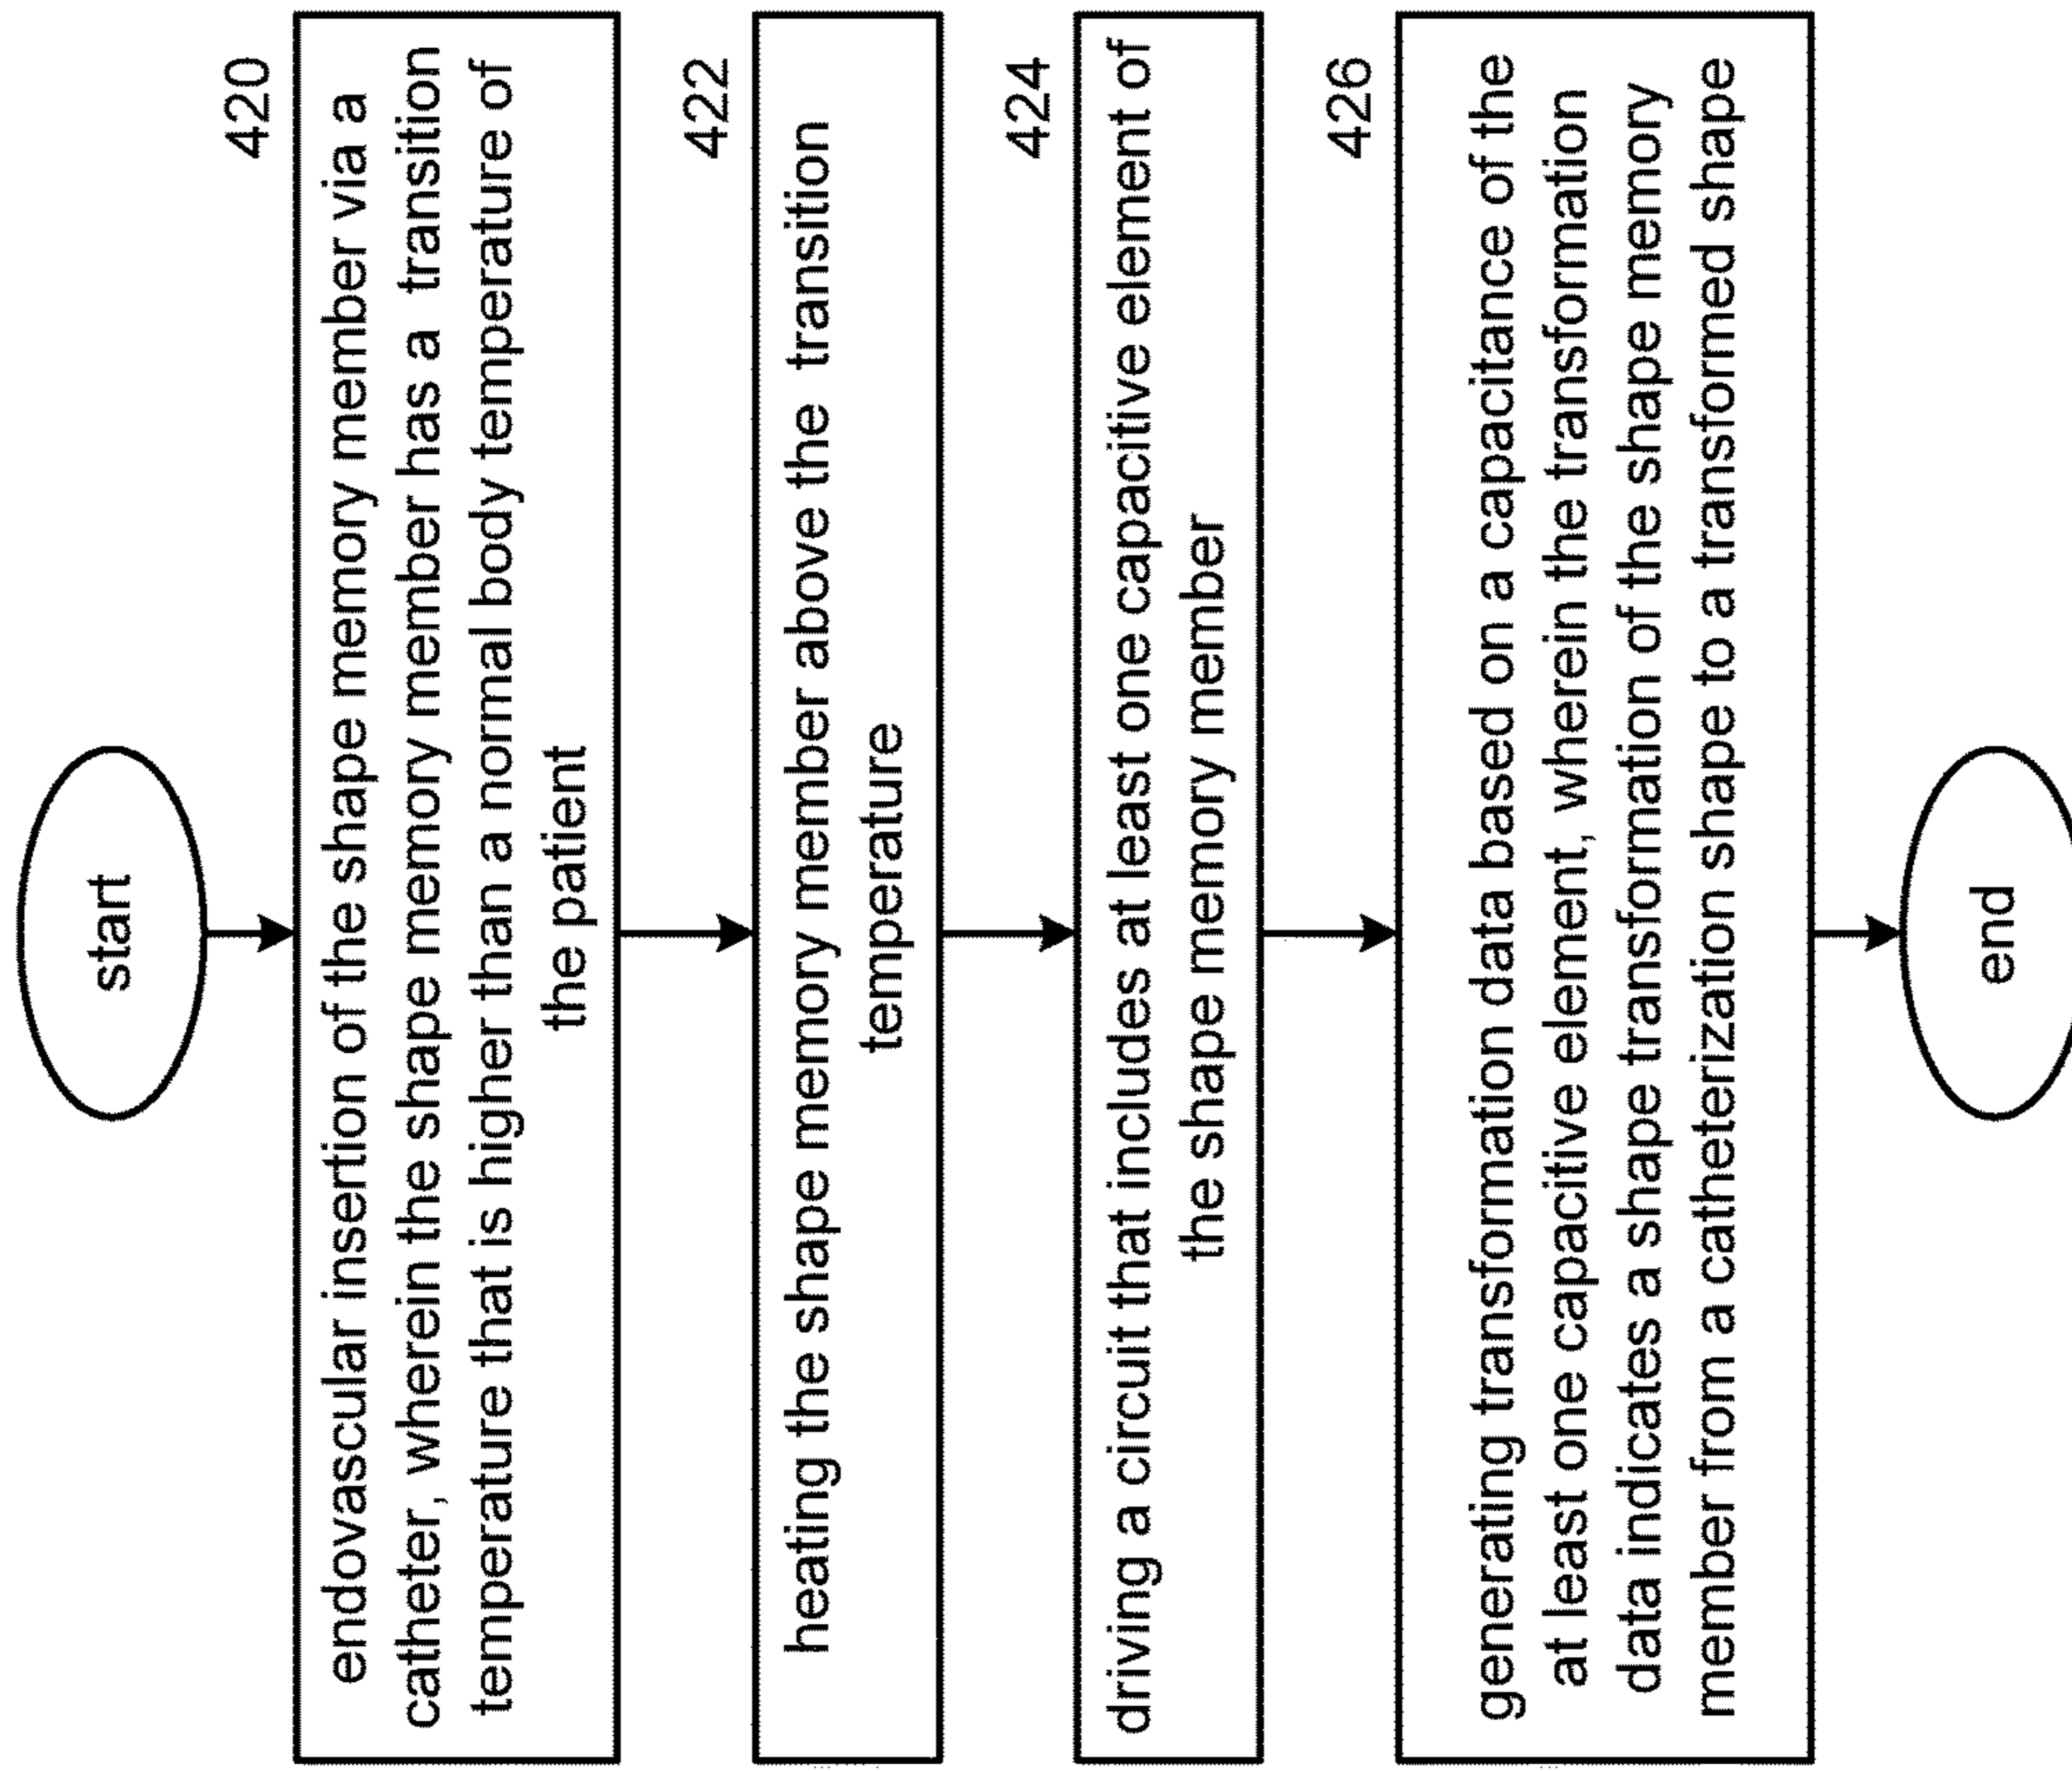 start
420
endovascular insertion of the shape memory member via a
catheter, wherein the shape memory member has a transition
temperature that is higher than a normal body temperature of
the patient
422
heating the shape memory member above the transition
temperature
424
driving a circuit that includes at least one capacitive element of
the shape memory member
426
generating transformation data based on a capacitance of the
at least one capacitive element, wherein the transformation
data indicates a shape transformation of the shape memory
member from a catheterization shape to a transformed shape
end